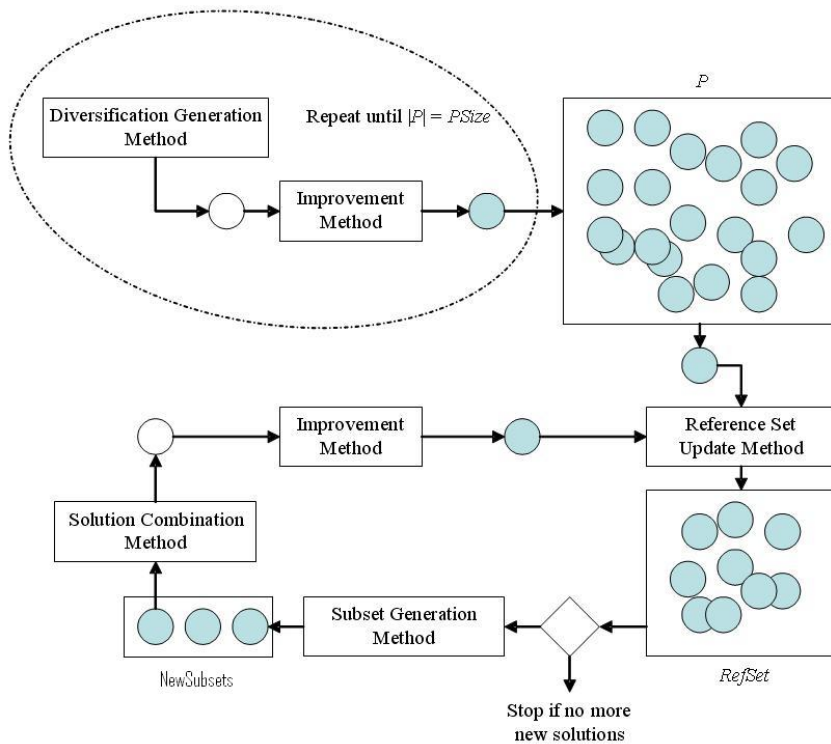 P
Diversification Generation
Method
Repeat until |P| = PSize
Improvement
Method
Improvement
Method
Reference Set
Update Method
Solution Combination
Method
Subset Generation
Method
NewSubsets
RefSet
Stop if no more
new solutions